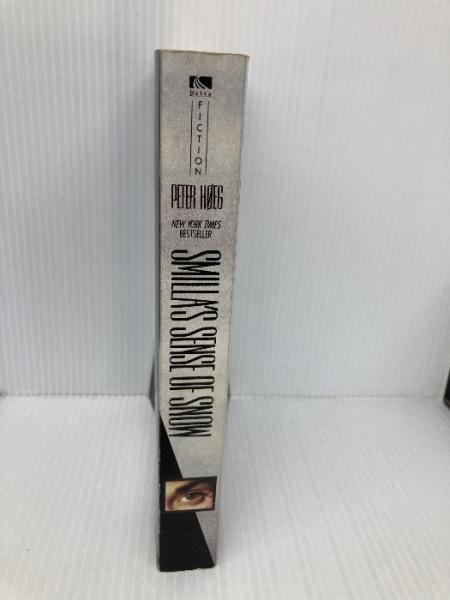 Delta
FICTION
PETER HØEG
NEW YORK TIMES
BESTSELLER
SMILLA'S SENSE OF SNOW